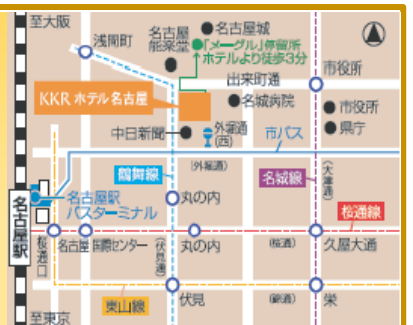 至大阪
浅間町
名古屋
能楽堂
名古屋城
「メーグル」停留所
ホテルより徒歩3分
出来町通
市役所
KKR ホテル名古屋
名城病院
市役所
県庁
中日新聞
外堀通
(西)
市バス
鶴舞線
(外堀通)
名城線
(大津通)
名古屋駅
名古屋駅
バスターミナル
丸の内
桜通線
桜通口
名古屋
国際センター
(伏見通)
丸の内
(桜通)
久屋大通
東山線
伏見
(錦通)
栄
至東京